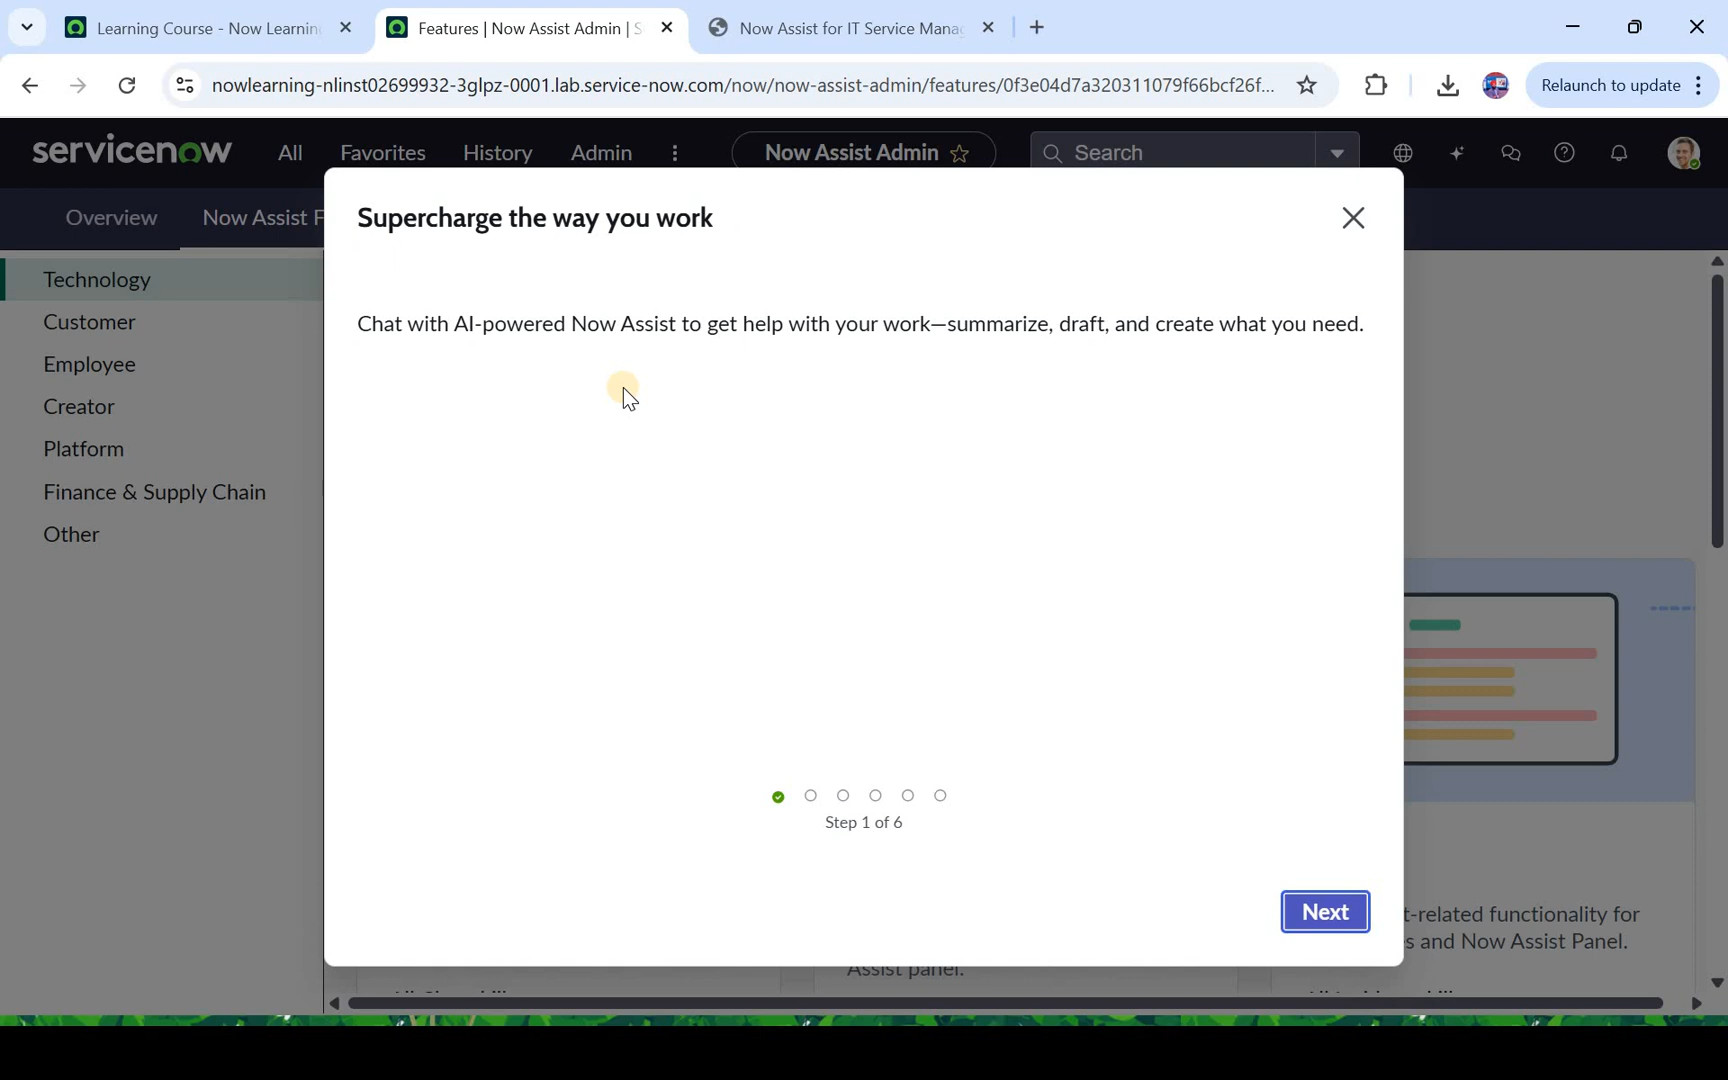 Learning Course - Now Learnin
Features | Now Assist Admin | S
Now Assist for IT Service Manag
nowlearning-nlinst02699932-3glpz-0001.lab.service-now.com/now/now-assist-admin/features/0f3e04d7a320311079f66bcf26f...
Relaunch to update
servicenow
All
Favorites
History
Admin
Now Assist Admin
Search
Overview
Now Assist F
Supercharge the way you work
Technology
Customer
Employee
Creator
Platform
Finance & Supply Chain
Other
Chat with AI-powered Now Assist to get help with your work—summarize, draft, and create what you need.
Step 1 of 6
Next
t-related functionality for
s and Now Assist Panel.
Assist panel.